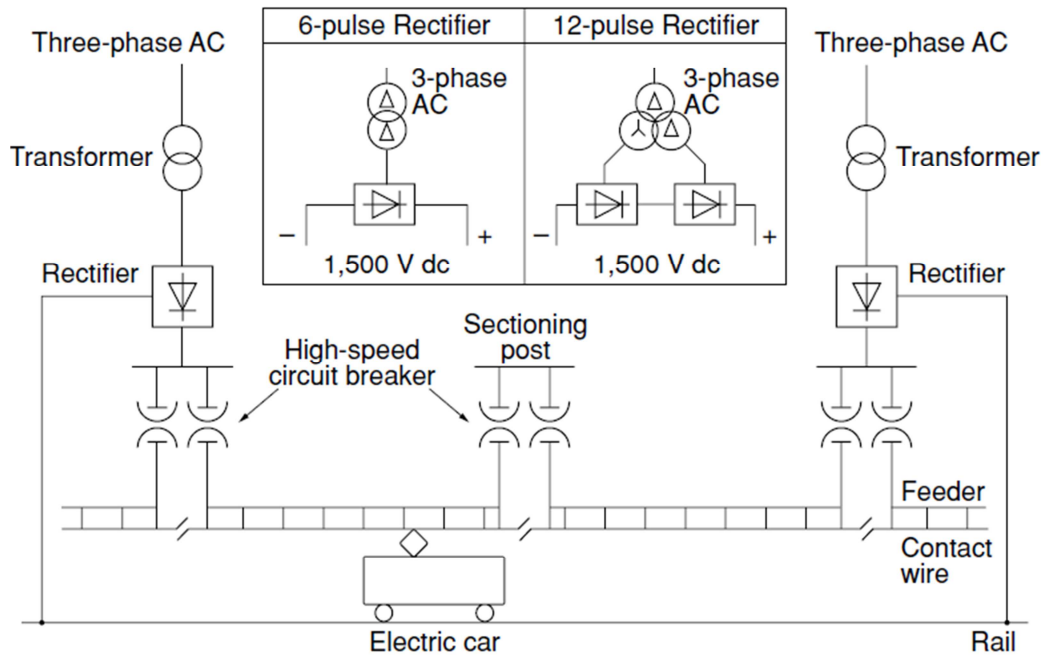 Three-phase AC
6-pulse Rectifier
12-pulse Rectifier
Three-phase AC
3-phase
AC
3-phase
AC
Transformer
Transformer
− +
− +
1,500 V dc
1,500 V dc
Rectifier
Rectifier
High-speed
circuit breaker
Sectioning
post
Feeder
Contact
wire
Electric car
Rail